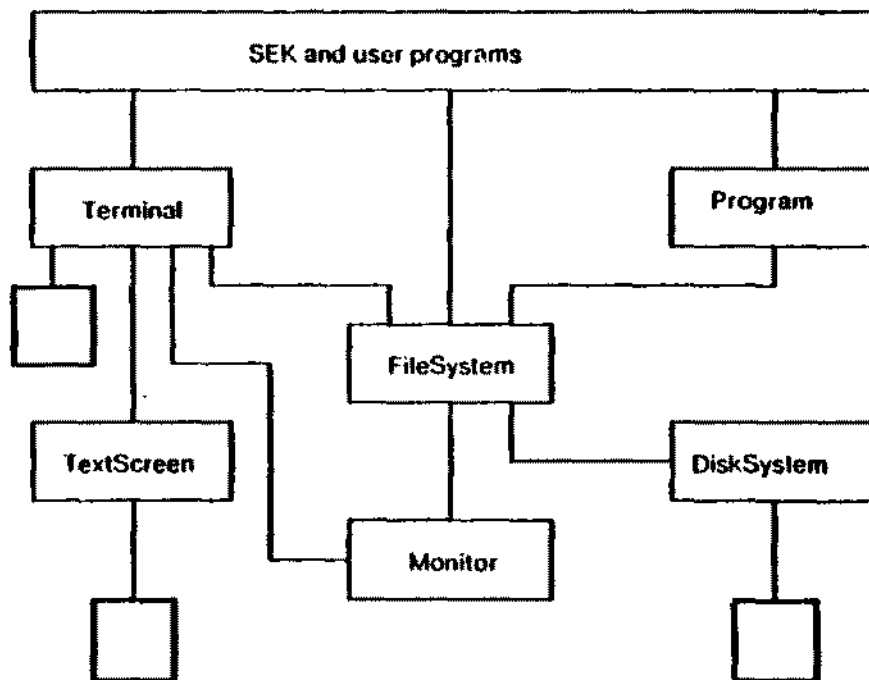 SEK and user programs
Terminal
Program
FileSystem
TextScreen
DiskSystem
Monitor